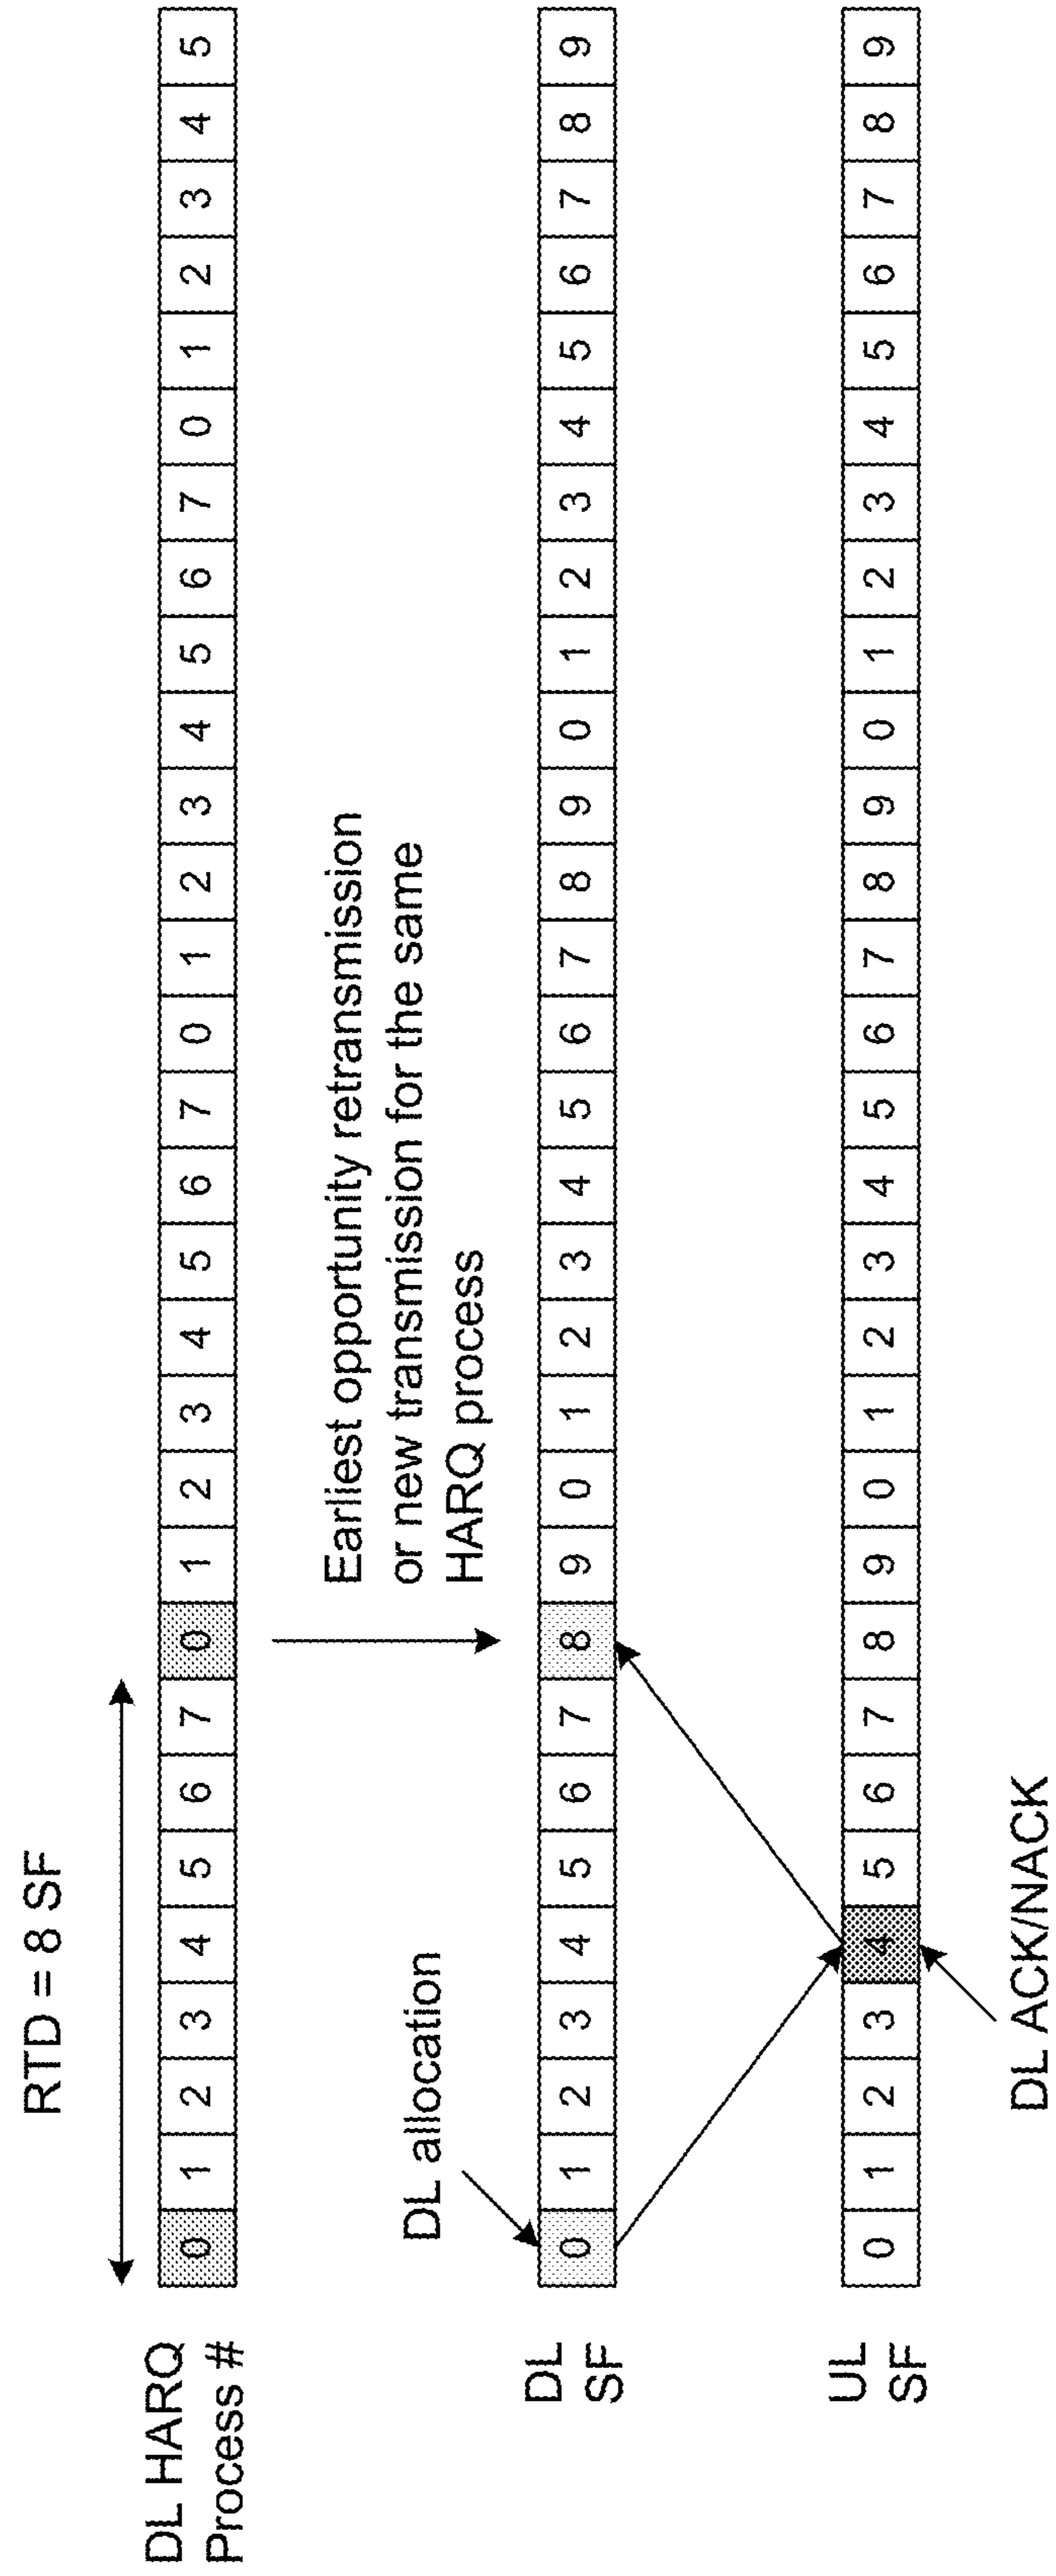 RTD = 8 SF
DL HARQ
Process #
0 1 2 3 4 5 6 7 0 1 2 3 4 5 6 7 0 1 2 3 4 5 6 7 0 1 2 3 4 5
Earliest opportunity retransmission
or new transmission for the same
HARQ process
DL allocation
DL
SF
0 1 2 3 4 5 6 7 8 9 0 1 2 3 4 5 6 7 8 9 0 1 2 3 4 5 6 7 8 9
UL
SF
0 1 2 3 4 5 6 7 8 9 0 1 2 3 4 5 6 7 8 9 0 1 2 3 4 5 6 7 8 9
DL ACK/NACK